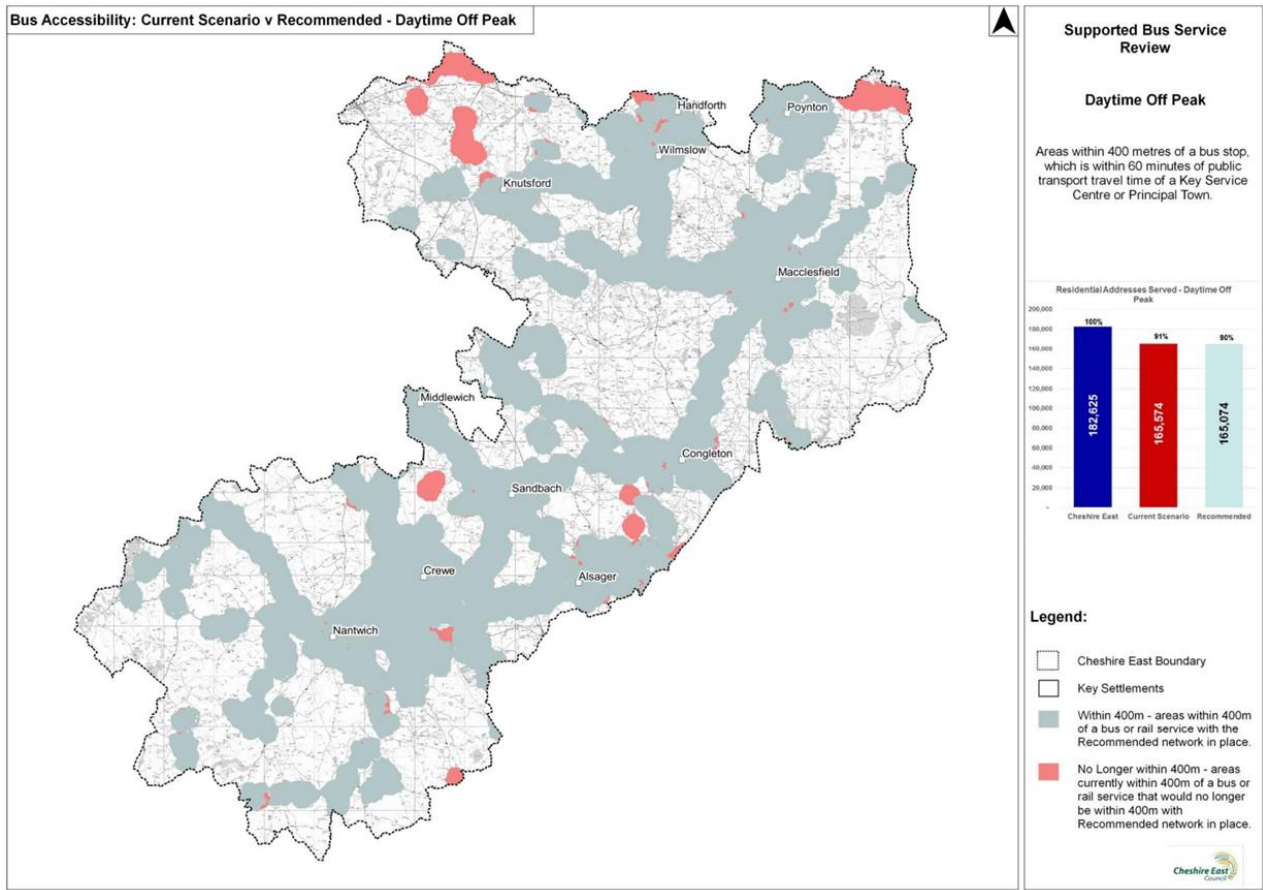 Bus Accessibility: Current Scenario v Recommended - Daytime Off Peak
Handforth
Poynton
Wilmslow
Knutsford
Macclesfield
Middlewich
Congleton
Sandbach
Crewe
Alsager
Nantwich
Supported Bus Service
Review
Daytime Off Peak
Areas within 400 metres of a bus stop,
which is within 60 minutes of public
transport travel time of a Key Service
Centre or Principal Town.
Residential Addresses Served - Daytime Off
Peak
200,000
180,000
160,000
140,000
120,000
100,000
80,000
60,000
40,000
20,000
-
100%
91%
90%
182,625
165,574
165,074
Cheshire East
Current Scenario
Recommended
Legend:
Cheshire East Boundary
Key Settlements
Within 400m - areas within 400m
of a bus or rail service with the
Recommended network in place.
No Longer within 400m - areas
currently within 400m of a bus or
rail service that would no longer
be within 400m with
Recommended network in place.
Cheshire East
Council